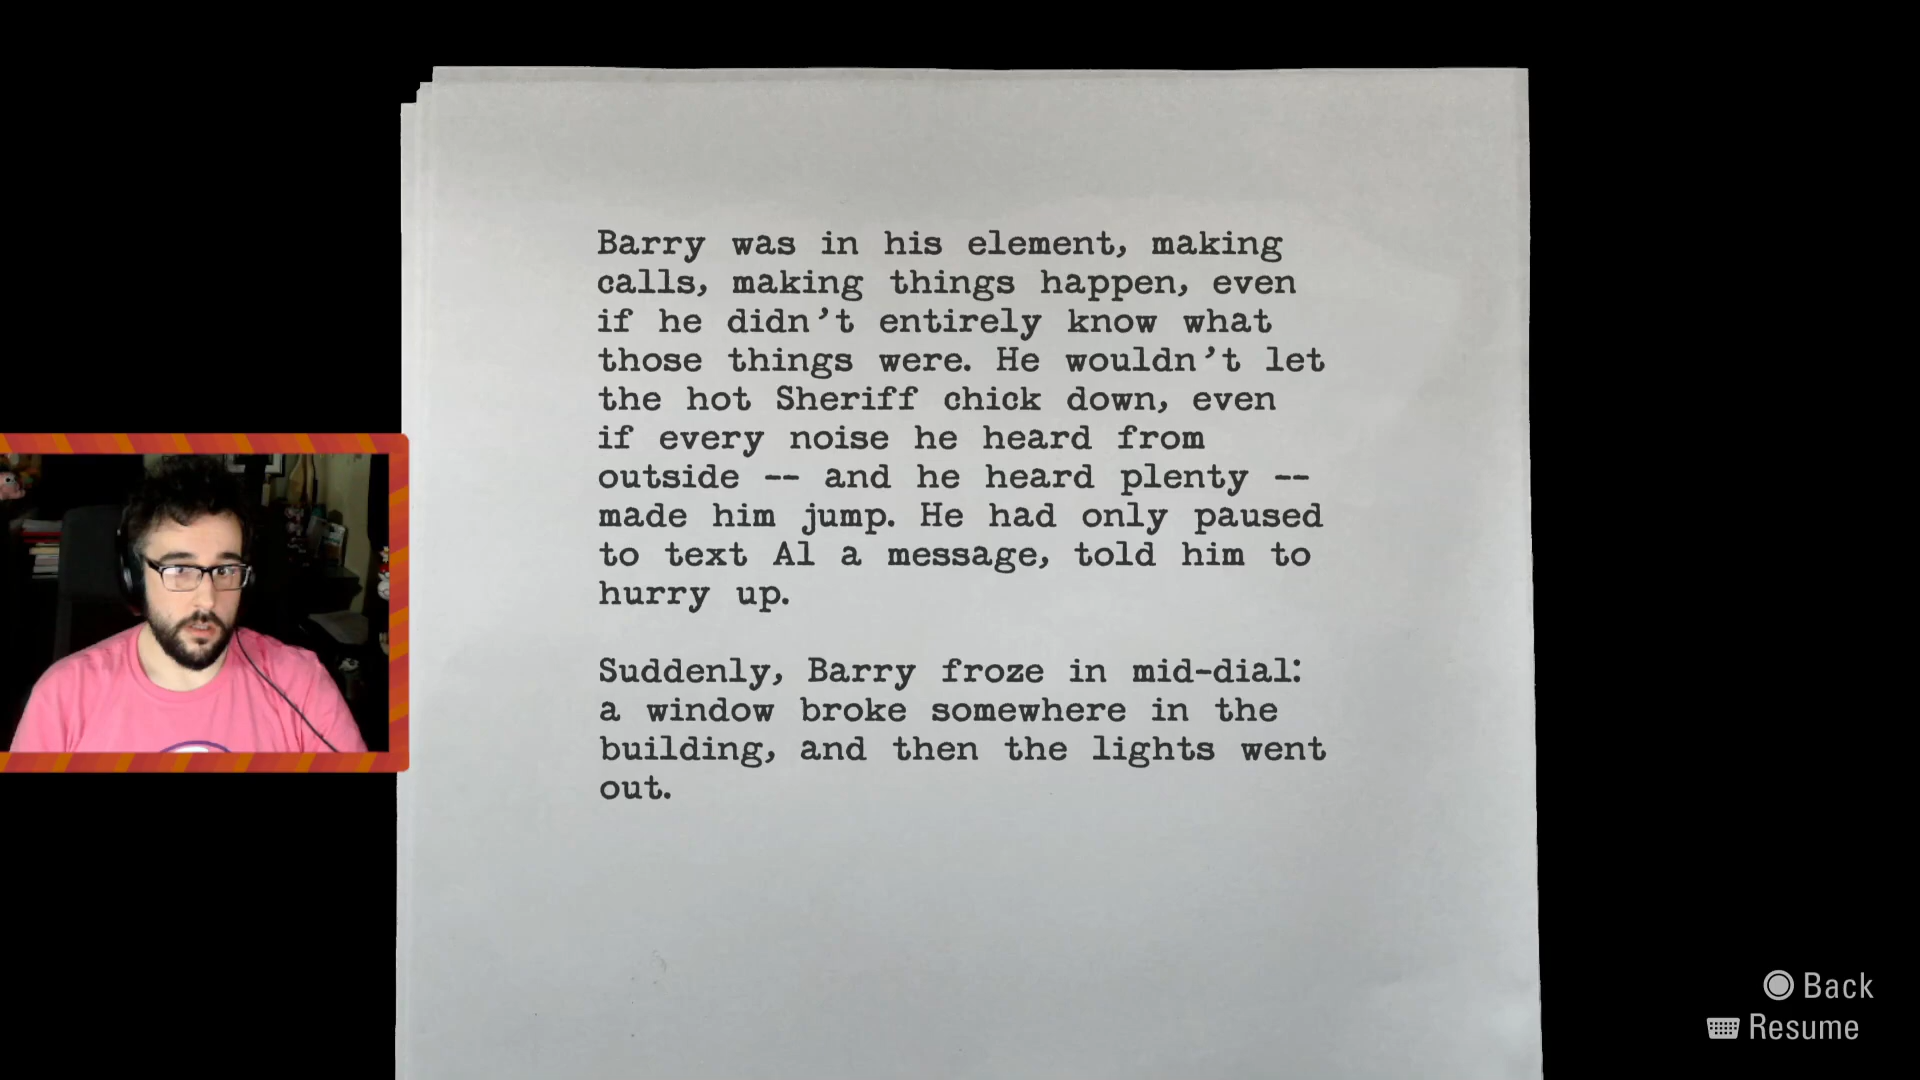 Barry was in his element, making
calls, making things happen, even
if he didn't entirely know what
those things were. He wouldn't let
the hot Sheriff chick down, even
if every noise he heard from
outside -- and he heard plenty --
made him jump. He had only paused
to text Al a message, told him to
hurry up.
Suddenly, Barry froze in mid-dial:
a window broke somewhere in the
building, and then the lights went
out.
Back
Resume